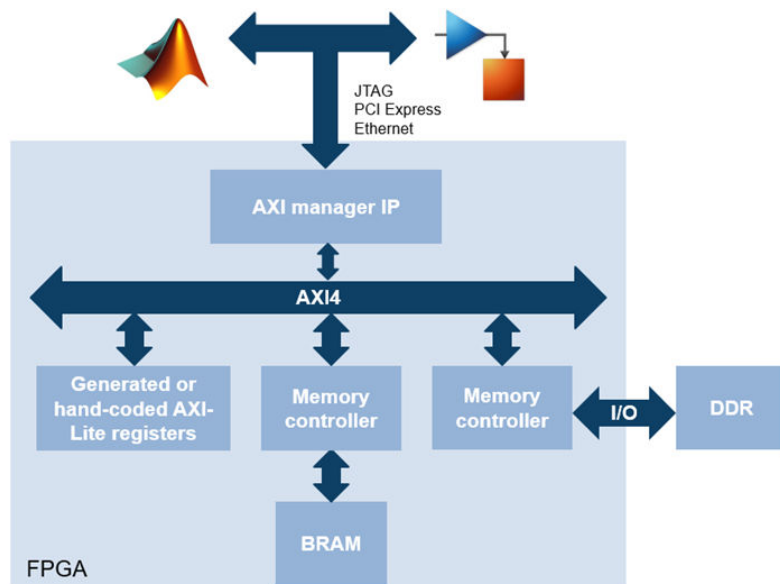 JTAG
PCI Express
Ethernet
AXI manager IP
AXI4
Generated or
hand-coded AXI-
Lite registers
Memory
controller
Memory
controller
I/O
DDR
BRAM
FPGA